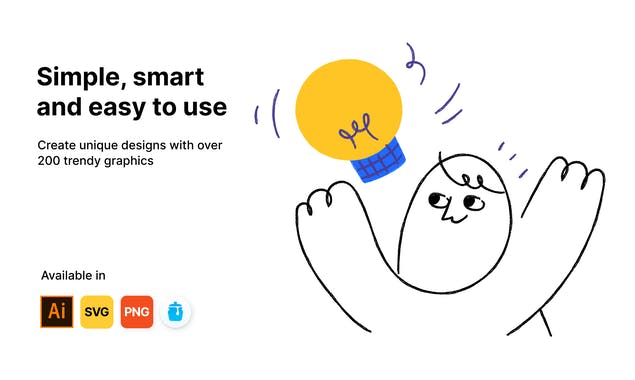 Simple, smart
and easy to use
Create unique designs with over
200 trendy graphics
Available in
Ai SVG PNG